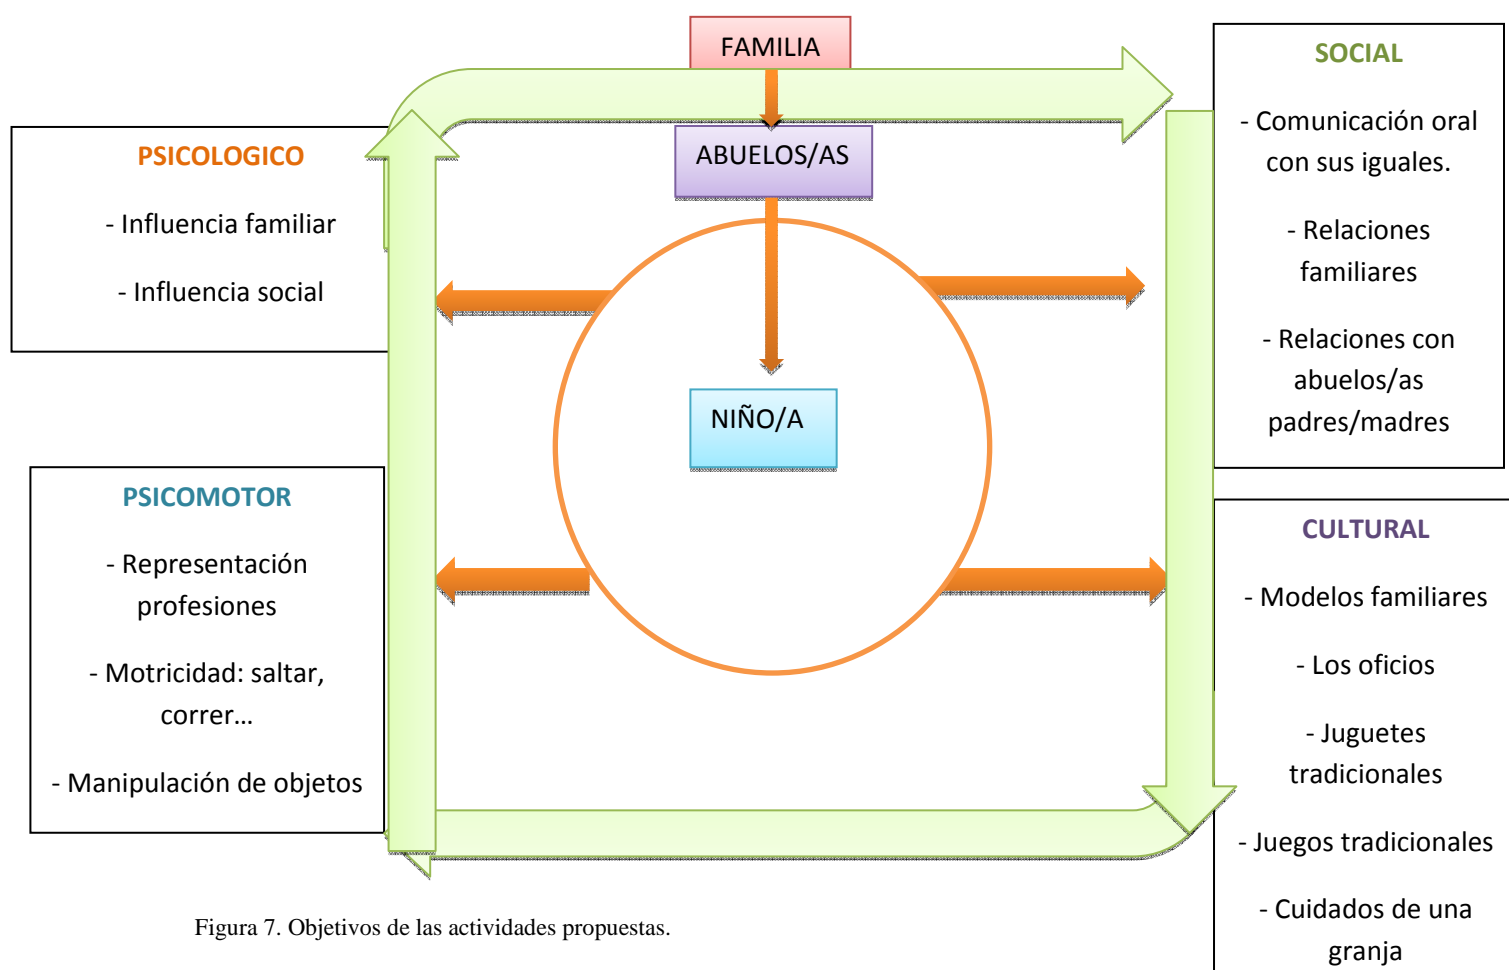 FAMILIA
ABUELOS/AS
NIÑO/A
PSICOLOGICO
- Influencia familiar
- Influencia social
PSICOMOTOR
- Representación
profesiones
- Motricidad: saltar,
correr...
- Manipulación de objetos
SOCIAL
- Comunicación oral
con sus iguales.
- Relaciones
familiares
- Relaciones con
abuelos/as
padres/madres
CULTURAL
- Modelos familiares
- Los oficios
- Juguetes
tradicionales
- Juegos tradicionales
- Cuidados de una
granja
Figura 7. Objetivos de las actividades propuestas.